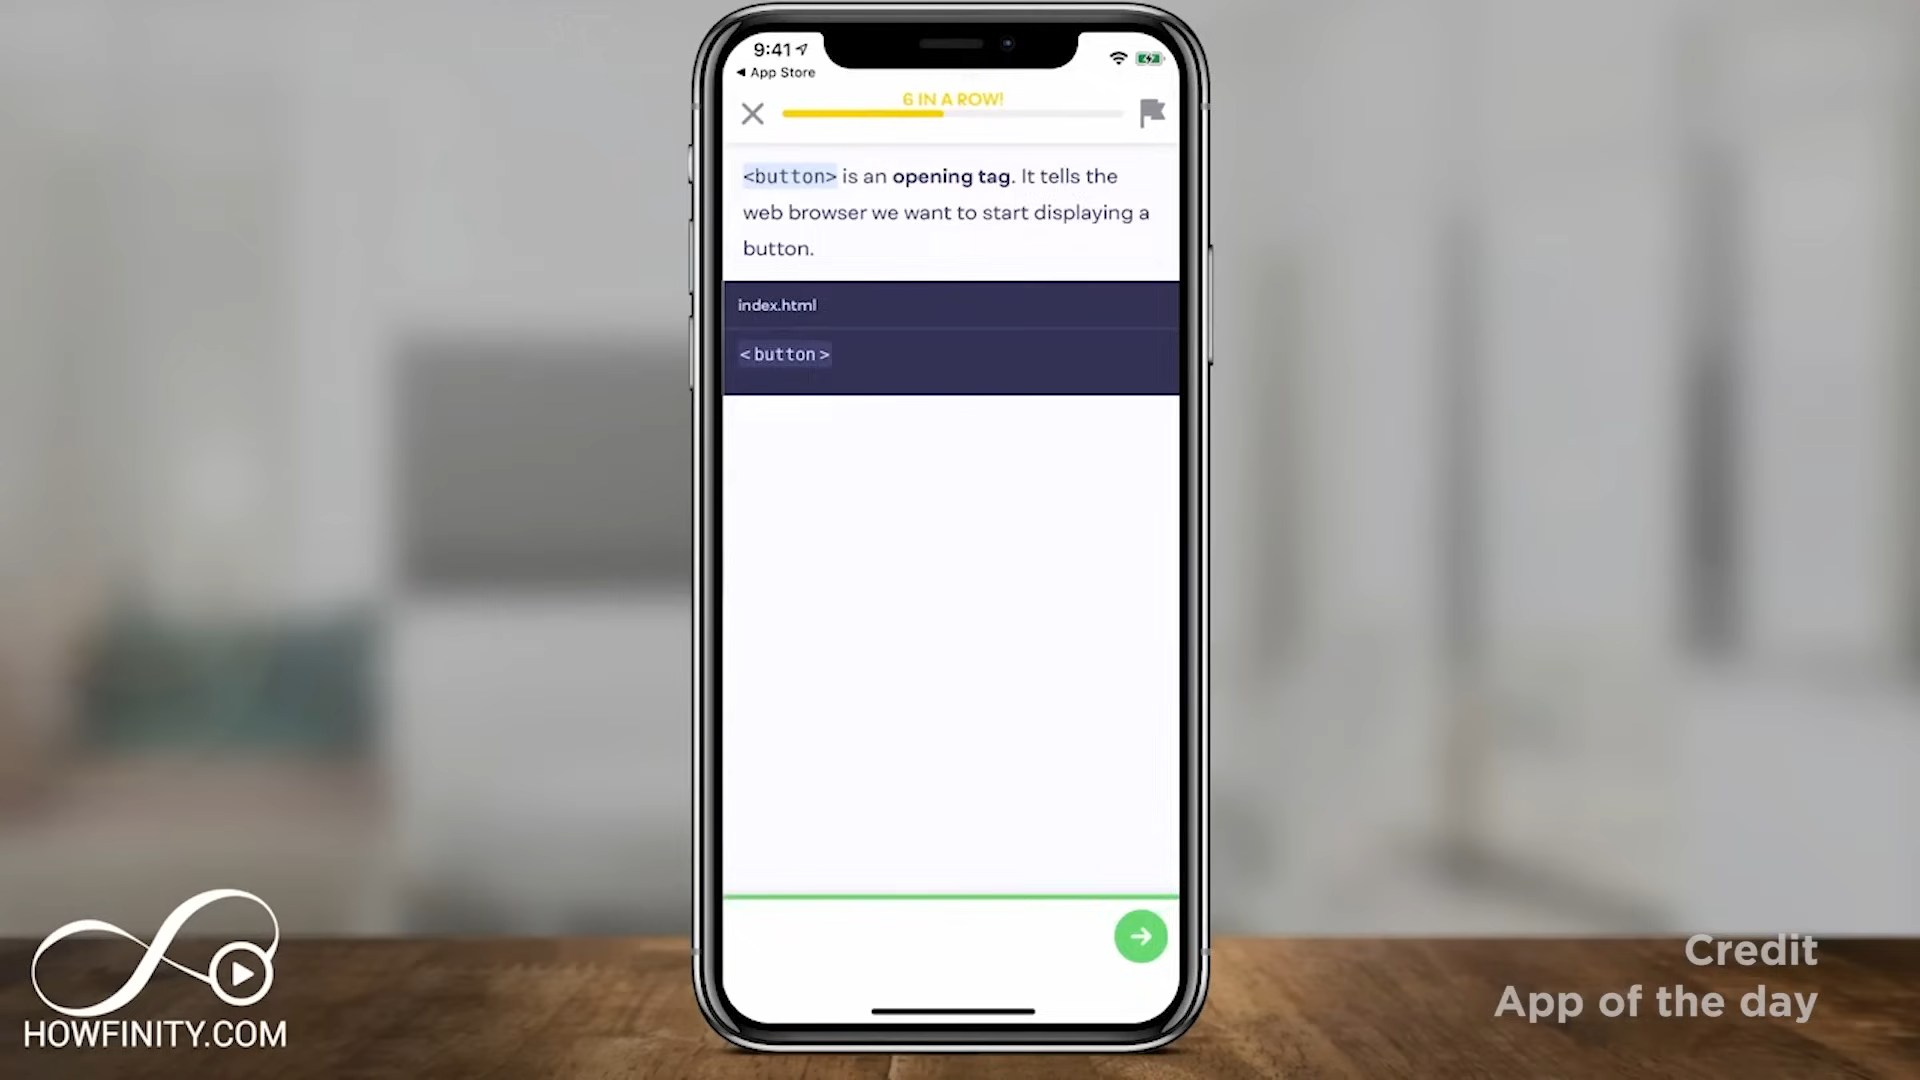 9:41
◄ App Store
6 IN A ROW!
<button> is an opening tag. It tells the
web browser we want to start displaying a
button.
index.html
<button>
HOWFINITY.COM
Credit
App of the day